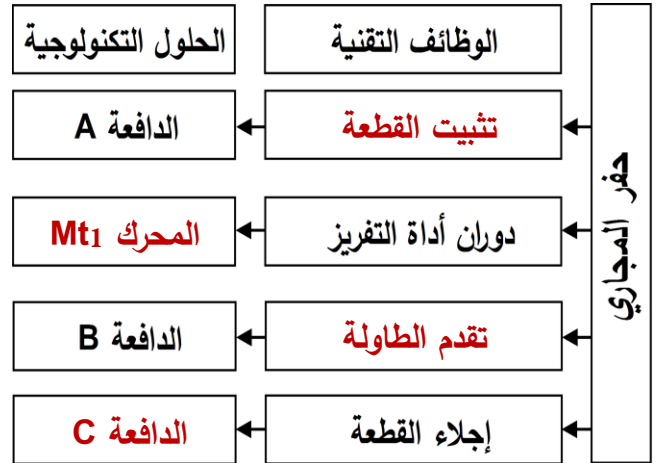 حفر المجاري
الوظائف التقنية
الحلول التكنولوجية
تثبيت القطعة
الدافعة A
دوران أداة التفريز
المحرك Mt1
تقدم الطاولة
الدافعة B
إجلاء القطعة
الدافعة C